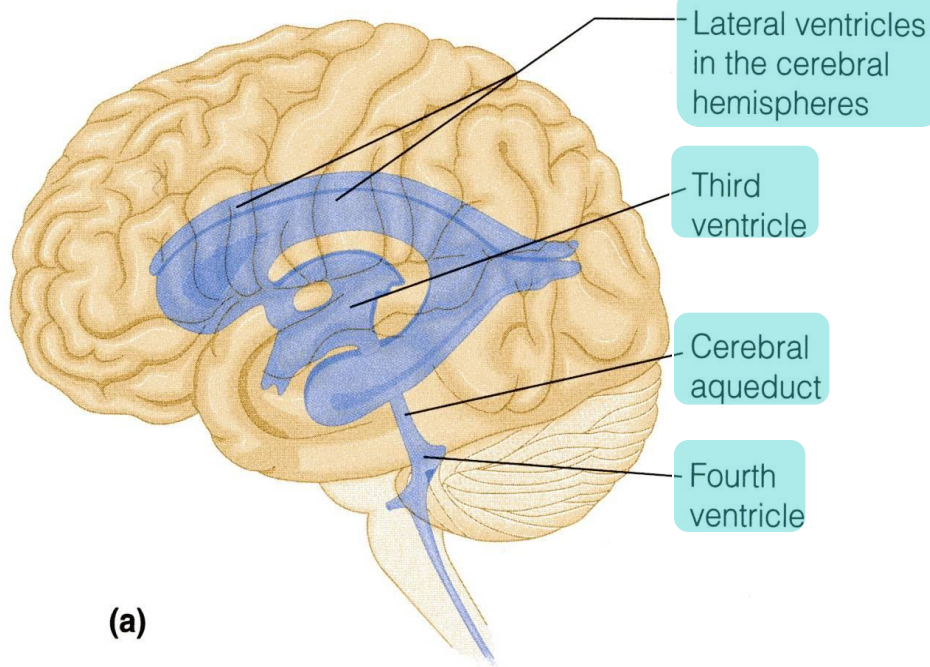 Lateral ventricles
in the cerebral
hemispheres
Third
ventricle
Cerebral
aqueduct
Fourth
ventricle
(a)